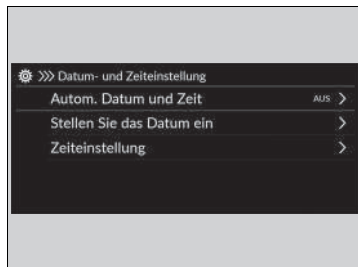 Datum- und Zeiteinstellung
Autom. Datum und Zeit AUS
Stellen Sie das Datum ein
Zeiteinstellung